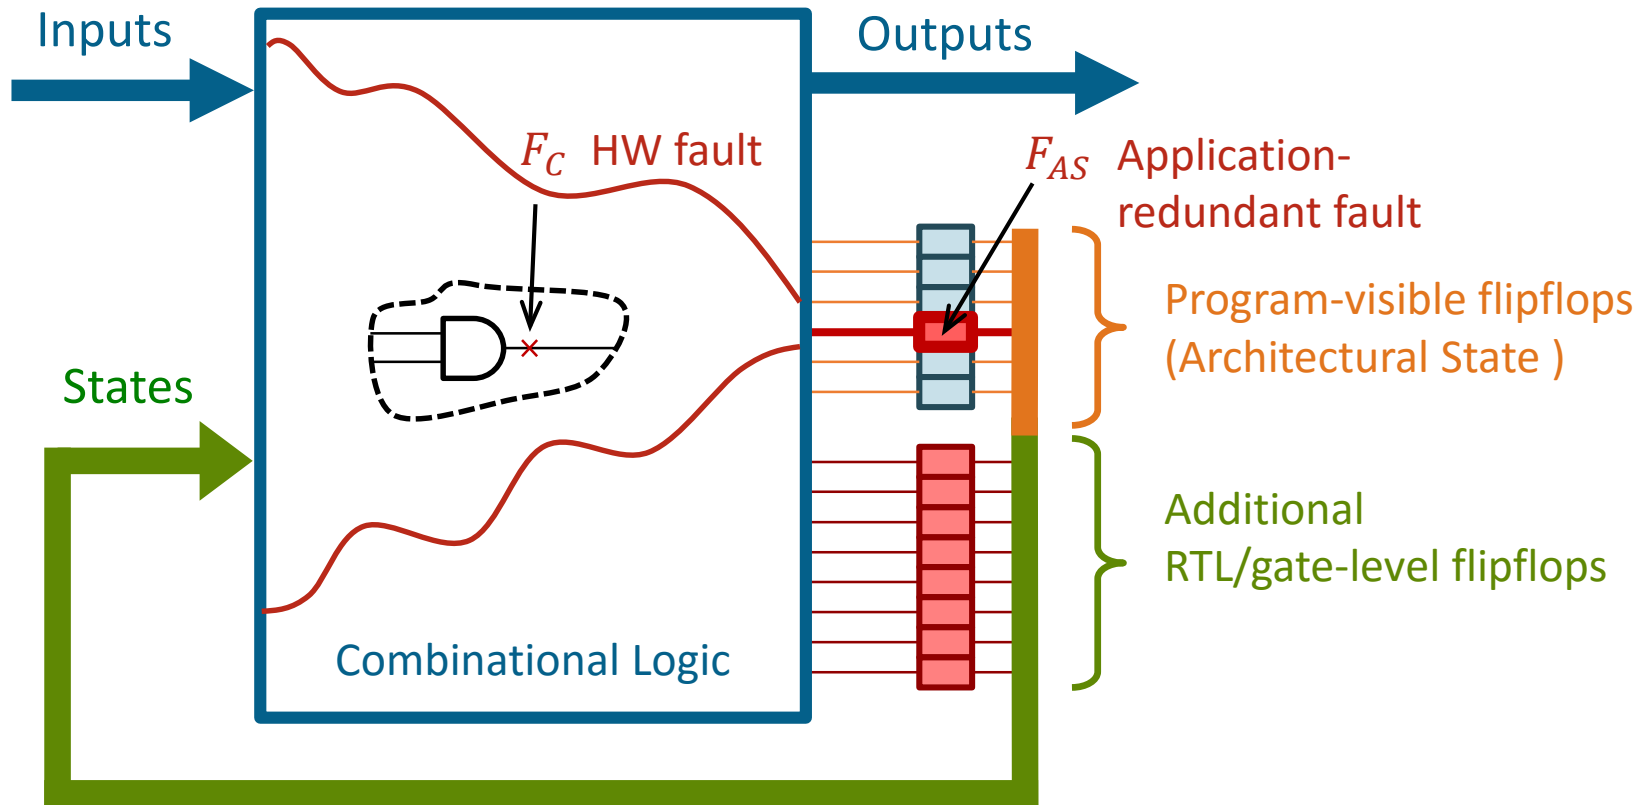 Inputs
Outputs
F_C HW fault
F_AS Application-
redundant fault
Program-visible flipflops
(Architectural State )
States
Additional
RTL/gate-level flipflops
Combinational Logic